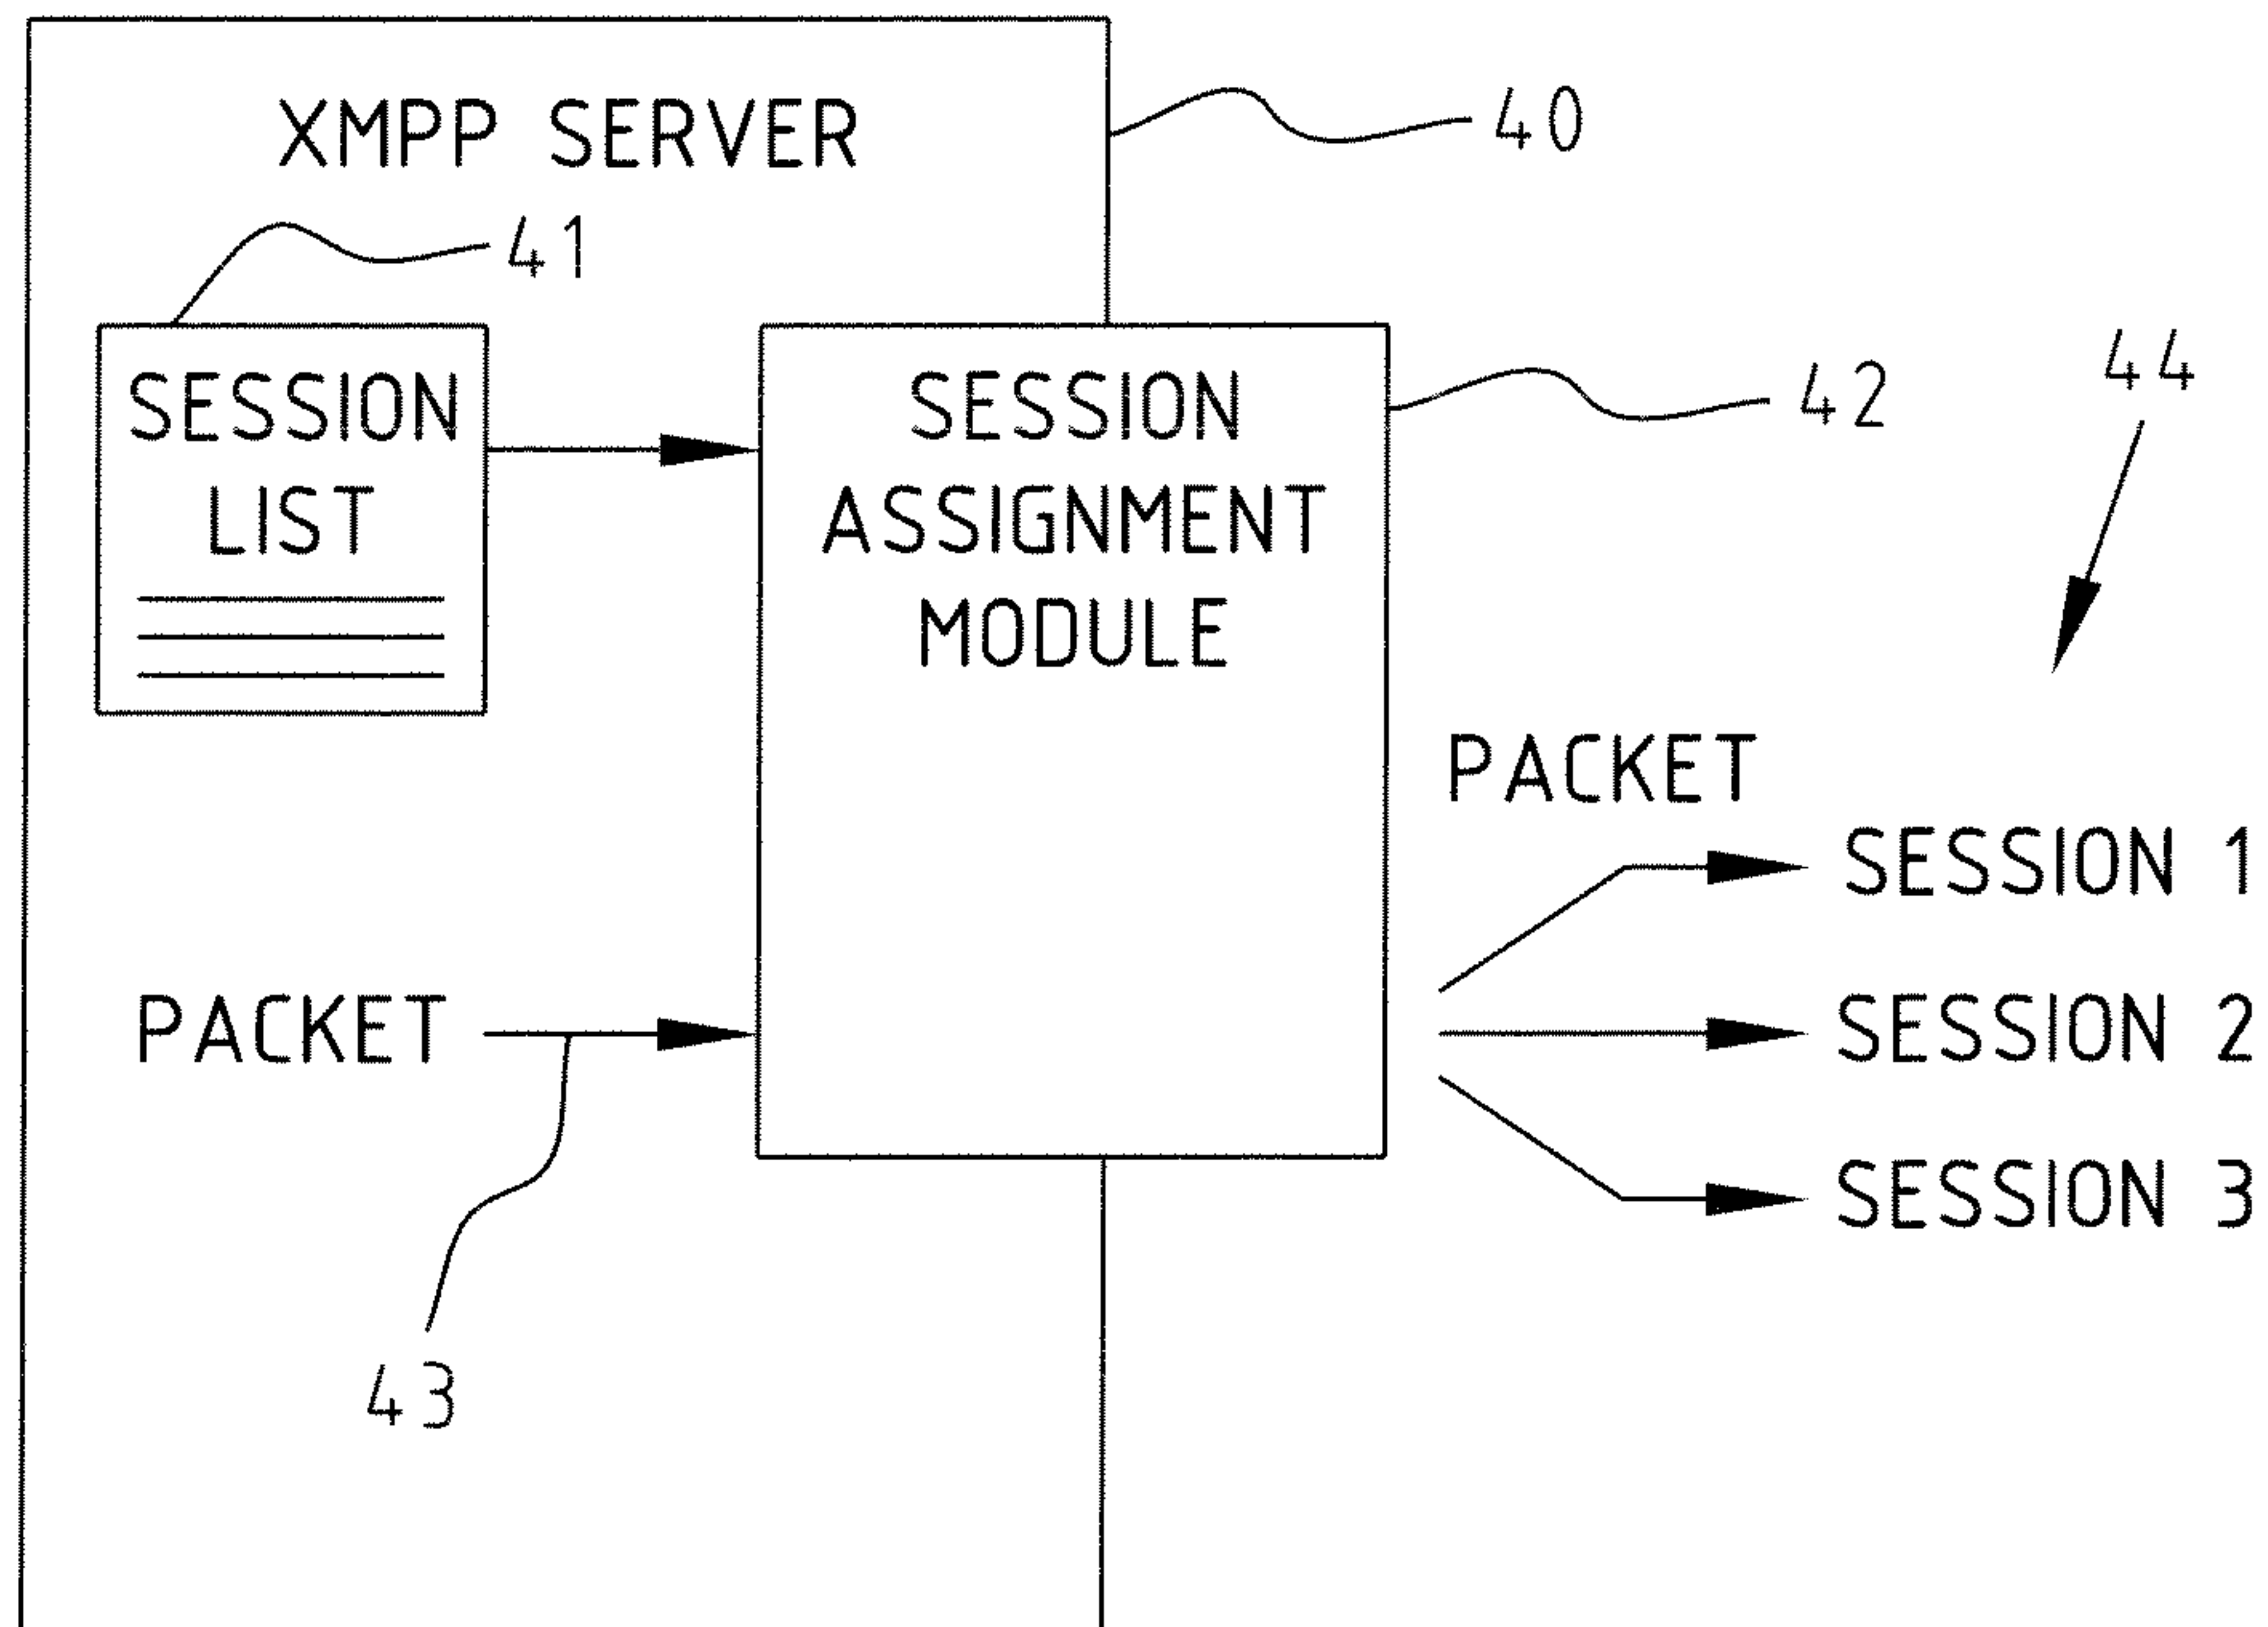 XMPP SERVER
40
41
SESSION
LIST
SESSION
ASSIGNMENT
MODULE
42
44
PACKET
SESSION 1
PACKET
SESSION 2
SESSION 3
43